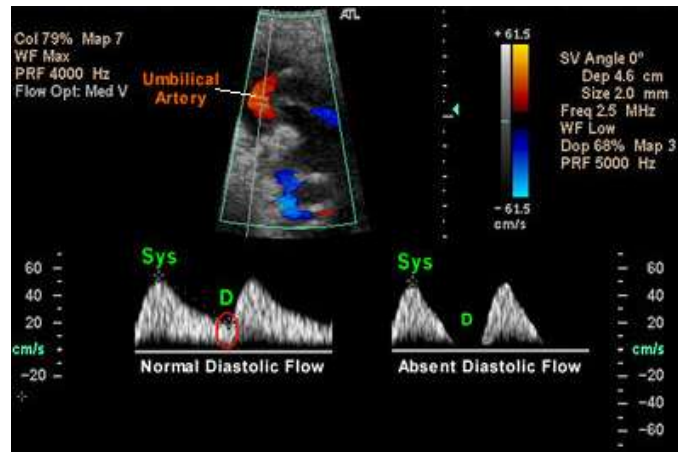 ATL
Col 79% Map 7
WF Max
PRF 4000 Hz
Flow Opt: Med V
Umbilical
Artery
+ 61.5
- 61.5
cm/s
SV Angle 0°
Dep 4.6 cm
Size 2.0 mm
Freq 2.5 MHz
WF Low
Dop 68% Map 3
PRF 5000 Hz
60
40
20
cm/s
-20
Sys
D
Normal Diastolic Flow
Sys
D
Absent Diastolic Flow
60
40
20
cm/s
-20
-40
-60